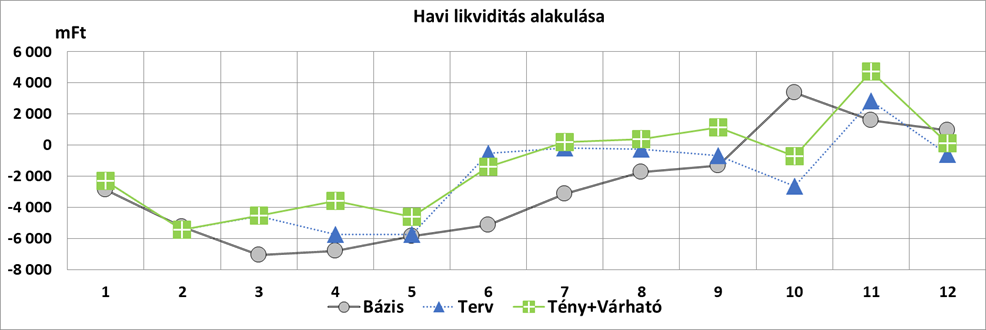 Havi likviditás alakulása
mFt
6 000
4 000
2 000
0
-2 000
-4 000
-6 000
-8 000
1 2 3 4 5 6 7 8 9 10 11 12
Bázis Terv Tény+Várható